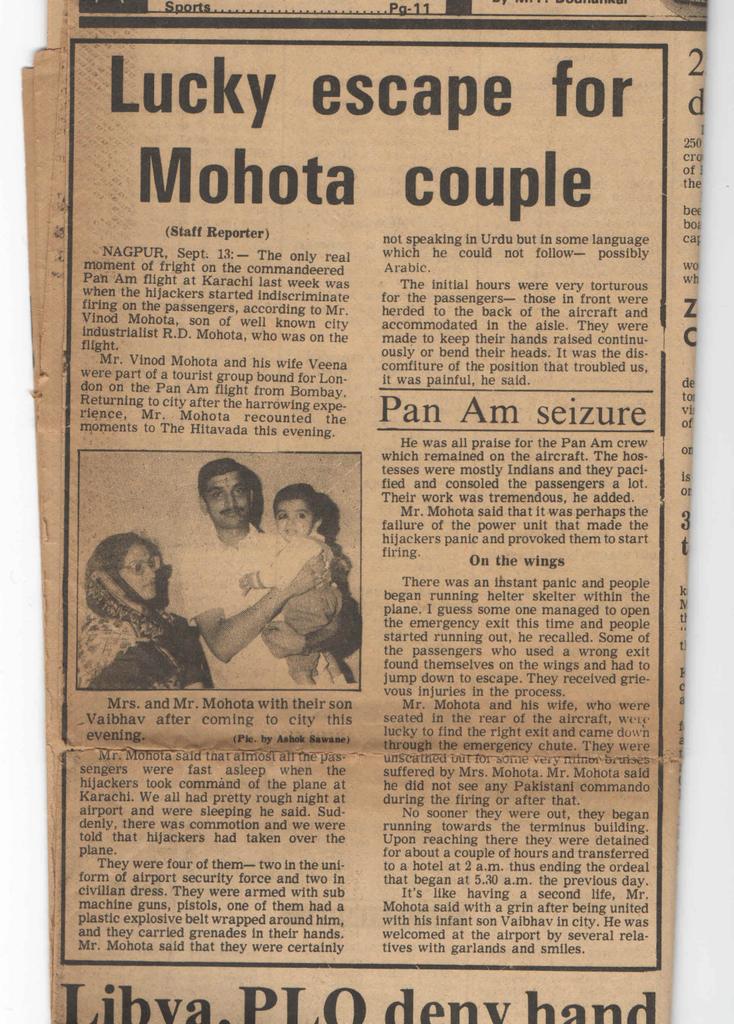 Sports........................Pg-11
Lucky escape for
Mohota couple
(Staff Reporter)
NAGPUR, Sept. 13:— The only real
moment of fright on the commandeered
Pan Am flight at Karachi last week was
when the hijackers started indiscriminate
firing on the passengers, according to Mr.
Vinod Mohota, son of well known city
industrialist R.D. Mohota, who was on the
flight.
Mr. Vinod Mohota and his wife Veena
were part of a tourist group bound for Lon-
don on the Pan Am flight from Bombay.
Returning to city after the harrowing expe-
rience, Mr. Mohota recounted the
moments to The Hitavada this evening.
Mrs. and Mr. Mohota with their son
Vaibhav after coming to city this
evening. (Pic. by Ashok Sawane)
Mr. Mohota said that almost all the pas-
sengers were fast asleep when the
hijackers took command of the plane at
Karachi. We all had pretty rough night at
airport and were sleeping he said. Sud-
denly, there was commotion and we were
told that hijackers had taken over the
plane.
They were four of them— two in the uni-
form of airport security force and two in
civilian dress. They were armed with sub
machine guns, pistols, one of them had a
plastic explosive belt wrapped around him,
and they carried grenades in their hands.
Mr. Mohota said that they were certainly
not speaking in Urdu but in some language
which he could not follow— possibly
Arabic.
The initial hours were very torturous
for the passengers— those in front were
herded to the back of the aircraft and
accommodated in the aisle. They were
made to keep their hands raised continu-
ously or bend their heads. It was the dis-
comfiture of the position that troubled us,
it was painful, he said.
Pan Am seizure
He was all praise for the Pan Am crew
which remained on the aircraft. The hos-
tesses were mostly Indians and they paci-
fied and consoled the passengers a lot.
Their work was tremendous, he added.
Mr. Mohota said that it was perhaps the
failure of the power unit that made the
hijackers panic and provoked them to start
firing.
On the wings
There was an instant panic and people
began running helter skelter within the
plane. I guess some one managed to open
the emergency exit this time and people
started running out, he recalled. Some of
the passengers who used a wrong exit
found themselves on the wings and had to
jump down to escape. They received grie-
vous injuries in the process.
Mr. Mohota and his wife, who were
seated in the rear of the aircraft, were
lucky to find the right exit and came down
through the emergency chute. They were
unscathed but for some very minor bruises
suffered by Mrs. Mohota. Mr. Mohota said
he did not see any Pakistani commando
during the firing or after that.
No sooner they were out, they began
running towards the terminus building.
Upon reaching there they were detained
for about a couple of hours and transferred
to a hotel at 2 a.m. thus ending the ordeal
that began at 5.30 a.m. the previous day.
It's like having a second life, Mr.
Mohota said with a grin after being united
with his infant son Vaibhav in city. He was
welcomed at the airport by several rela-
tives with garlands and smiles.
Libya, PLO deny hand